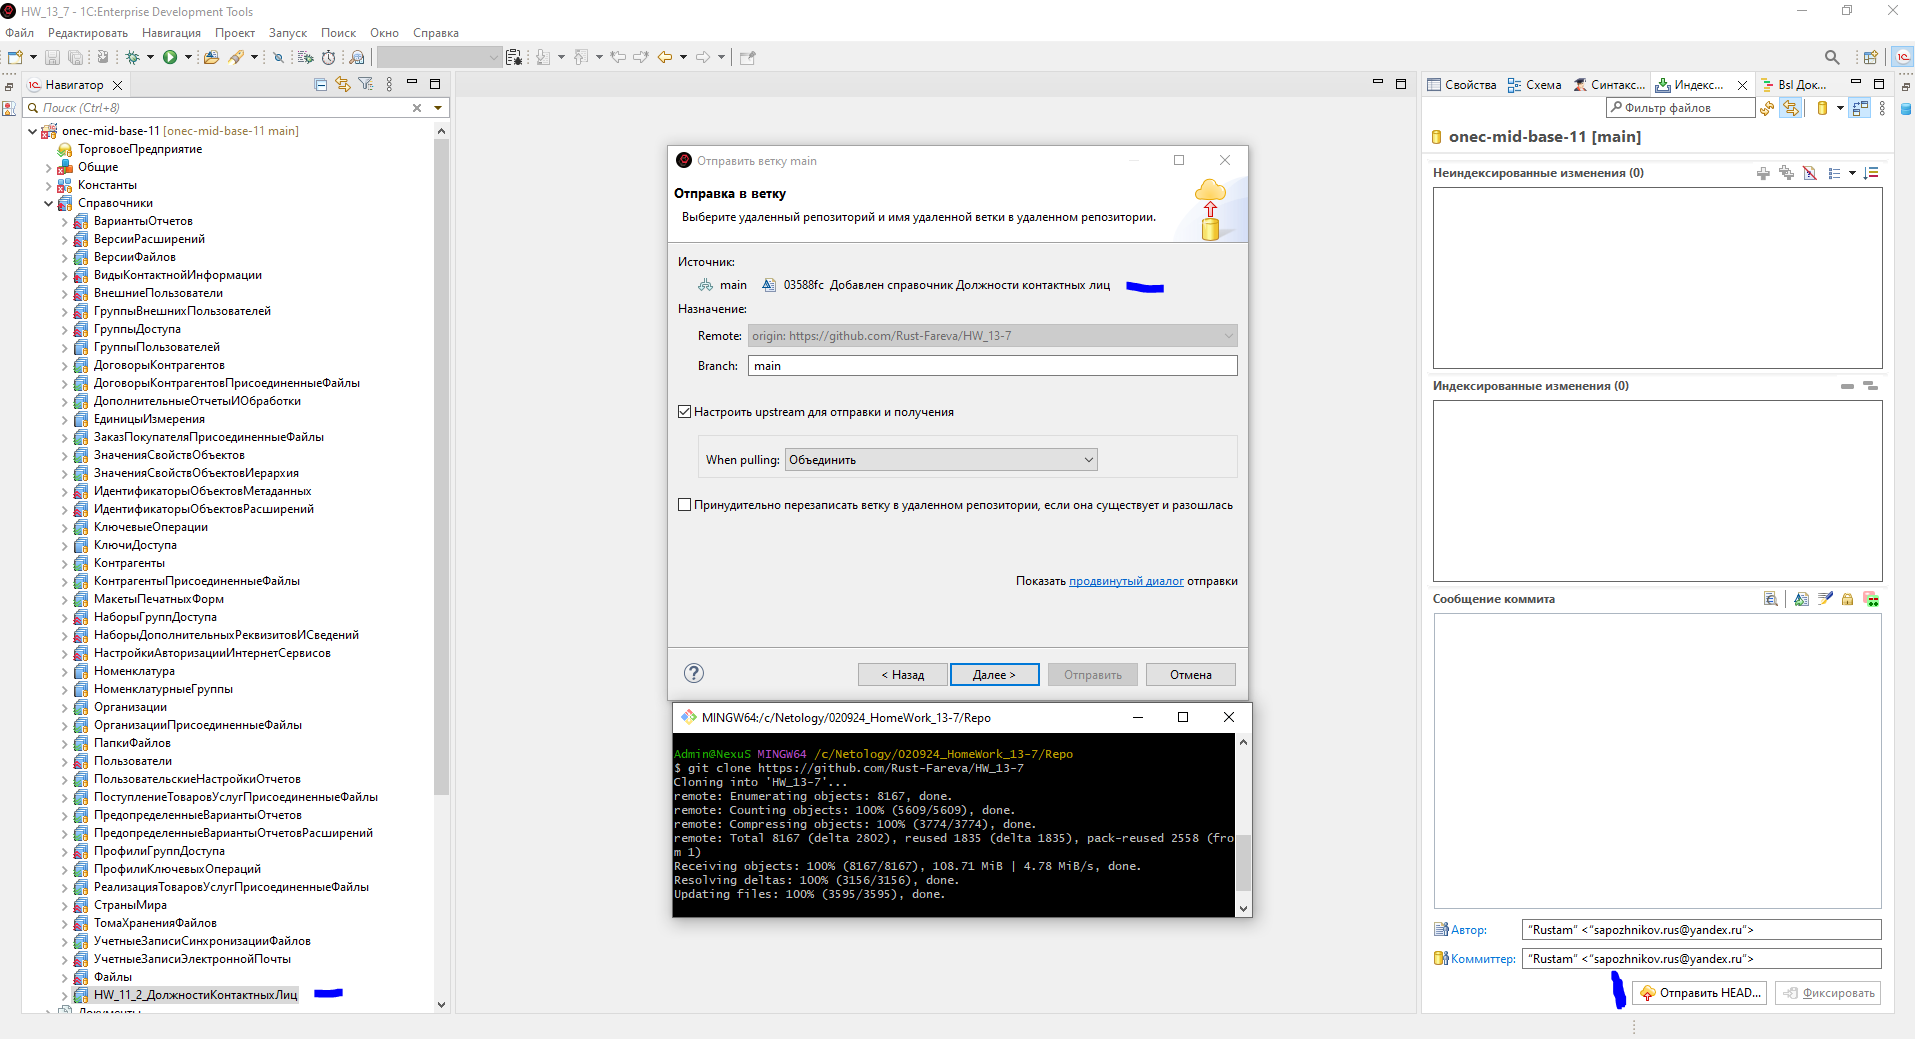 HW_13_7 - 1C:Enterprise Development Tools
Файл Редактировать Навигация Проект Запуск Поиск Окно Справка
Навигатор
Поиск (Ctrl+8)
onec-mid-base-11 [onec-mid-base-11 main]
ТорговоеПредприятие
Общие
Константы
Справочники
ВариантыОтчетов
ВерсииРасширений
ВерсииФайлов
ВидыКонтактнойИнформации
ВнешниеПользователи
ГруппыВнешнихПользователей
ГруппыДоступа
ГруппыПользователей
ДоговорыКонтрагентов
ДоговорыКонтрагентовПрисоединенныеФайлы
ДополнительныеОтчетыИОбработки
ЕдиницыИзмерения
ЗаказПокупателяПрисоединенныеФайлы
ЗначенияСвойствОбъектов
ЗначенияСвойствОбъектовИерархия
ИдентификаторыОбъектовМетаданных
ИдентификаторыОбъектовРасширений
КлючевыеОперации
КлючиДоступа
Контрагенты
КонтрагентыПрисоединенныеФайлы
МакетыПечатныхФорм
НаборыГруппДоступа
НаборыДополнительныхРеквизитовИСведений
НастройкиАвторизацииИнтернетСервисов
Номенклатура
НоменклатурныеГруппы
Организации
ОрганизацииПрисоединенныеФайлы
ПапкиФайлов
Пользователи
ПользовательскиеНастройкиОтчетов
ПоступлениеТоваровУслугПрисоединенныеФайлы
ПредопределенныеВариантыОтчетов
ПредопределенныеВариантыОтчетовРасширений
ПрофилиГруппДоступа
ПрофилиКлючевыхОпераций
РеализацияТоваровУслугПрисоединенныеФайлы
СтраныМира
ТомаХраненияФайлов
УчетныеЗаписиСинхронизацииФайлов
УчетныеЗаписиЭлектроннойПочты
Файлы
HW_11_2_ДолжностиКонтактныхЛиц
Документы
Отправить ветку main
Отправка в ветку
Выберите удаленный репозиторий и имя удаленной ветки в удаленном репозитории.
Источник:
main 03588fc Добавлен справочник Должности контактных лиц
Назначение:
Remote: origin: https://github.com/Rust-Fareva/HW_13-7
Branch: main
Настроить upstream для отправки и получения
When pulling: Объединить
Принудительно перезаписать ветку в удаленном репозитории, если она существует и разошлась
Показать продвинутый диалог отправки
? < Назад Далее > Отправить Отмена
MINGW64:/c/Netology/020924_HomeWork_13-7/Repo
Admin@NexuS MINGW64 /c/Netology/020924_HomeWork_13-7/Repo
$ git clone https://github.com/Rust-Fareva/HW_13-7
Cloning into 'HW_13-7'...
remote: Enumerating objects: 8167, done.
remote: Counting objects: 100% (5609/5609), done.
remote: Compressing objects: 100% (3774/3774), done.
remote: Total 8167 (delta 2802), reused 1835 (delta 1835), pack-reused 2558 (fro
m 1)
Receiving objects: 100% (8167/8167), 108.71 MiB | 4.78 MiB/s, done.
Resolving deltas: 100% (3156/3156), done.
Updating files: 100% (3595/3595), done.
Свойства Схема Синтакс... Индекс... Bsl Док...
Фильтр файлов
onec-mid-base-11 [main]
Неиндексированные изменения (0)
Индексированные изменения (0)
Сообщение коммита
Автор: "Rustam" <"sapozhnikov.rus@yandex.ru">
Коммиттер: "Rustam" <"sapozhnikov.rus@yandex.ru">
Отправить HEAD... Фиксировать